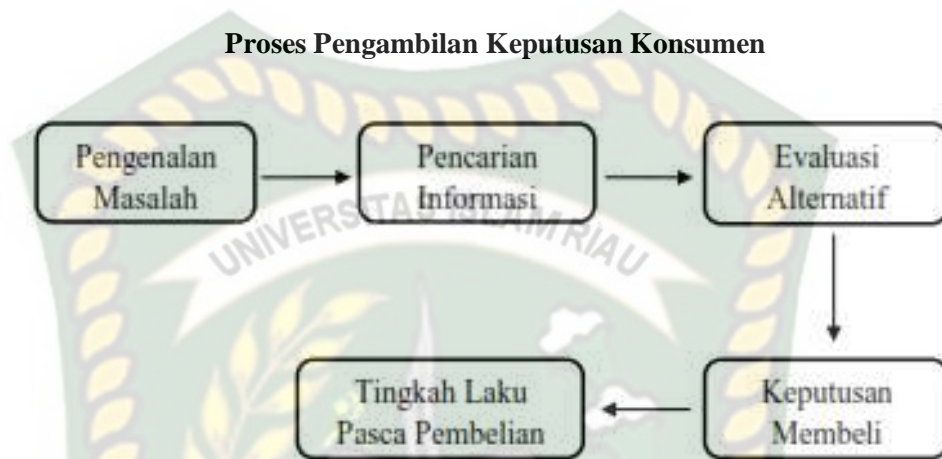 Proses Pengambilan Keputusan Konsumen
Pengenalan
Masalah
Pencarian
Informasi
Evaluasi
Alternatif
UNIVERSITAS ISLAM RIAU
Keputusan
Membeli
Tingkah Laku
Pasca Pembelian